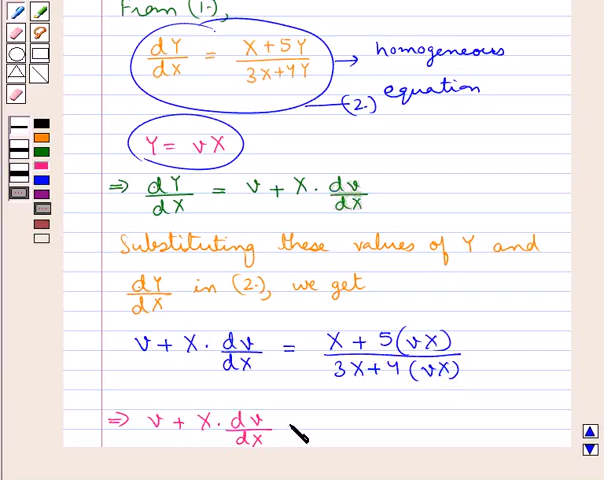 From (1.),
dY/dX = X + 5Y / 3X + 4Y → homogeneous
equation
(2.)
Y = vX
⇒ dY/dX = v + X · dv/dX
Substituting these values of Y and
dY/dX in (2.), we get
v + X · dv/dX = X + 5(vX) / 3X + 4(vX)
⇒ v + X · dv/dX